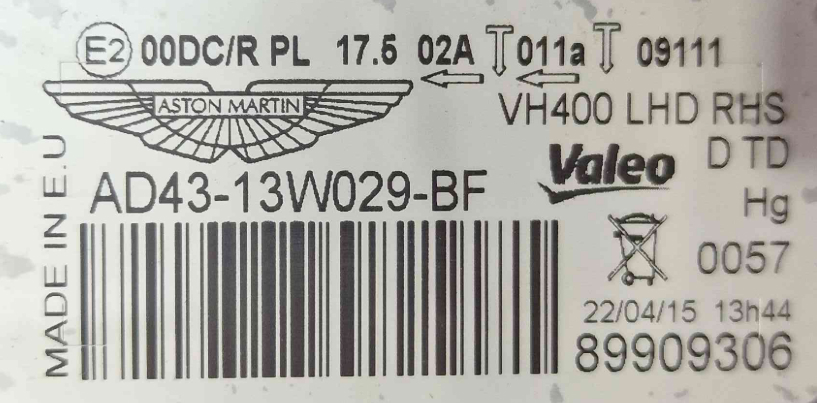 E2 00DC/R PL 17.5 02A 011a 09111
ASTON MARTIN
VH400 LHD RHS
Valeo D TD
AD43-13W029-BF
Hg
0057
MADE IN E.U
22/04/15 13h44
89909306